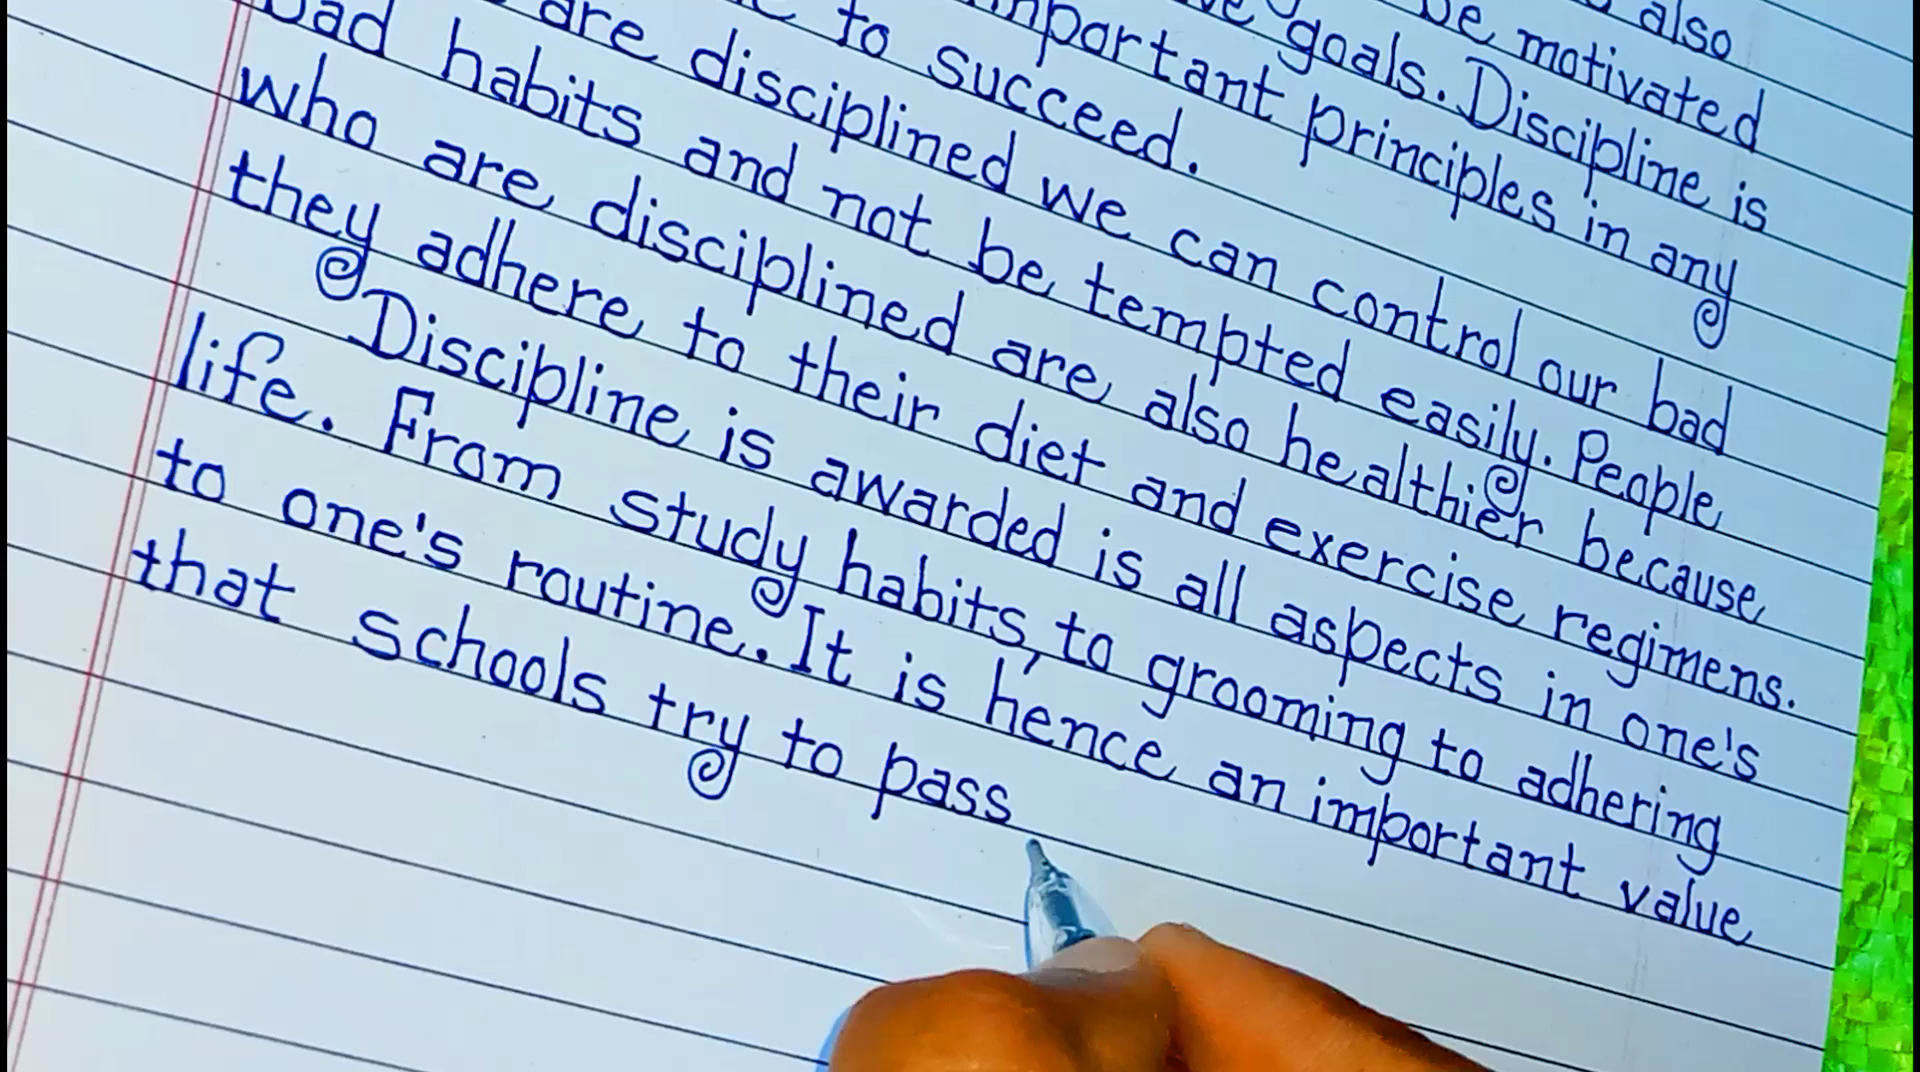 also
be motivated
goals. Discipline is
important principles in any
to succeed.
are disciplined we can control our bad
bad habits and not be tempted easily. People
who are disciplined are also healthier because
they adhere to their diet and exercise regimens.
Discipline is awarded is all aspects in one's
life. From study habits, to grooming to adhering
to one's routine. It is hence an important value
that schools try to pass